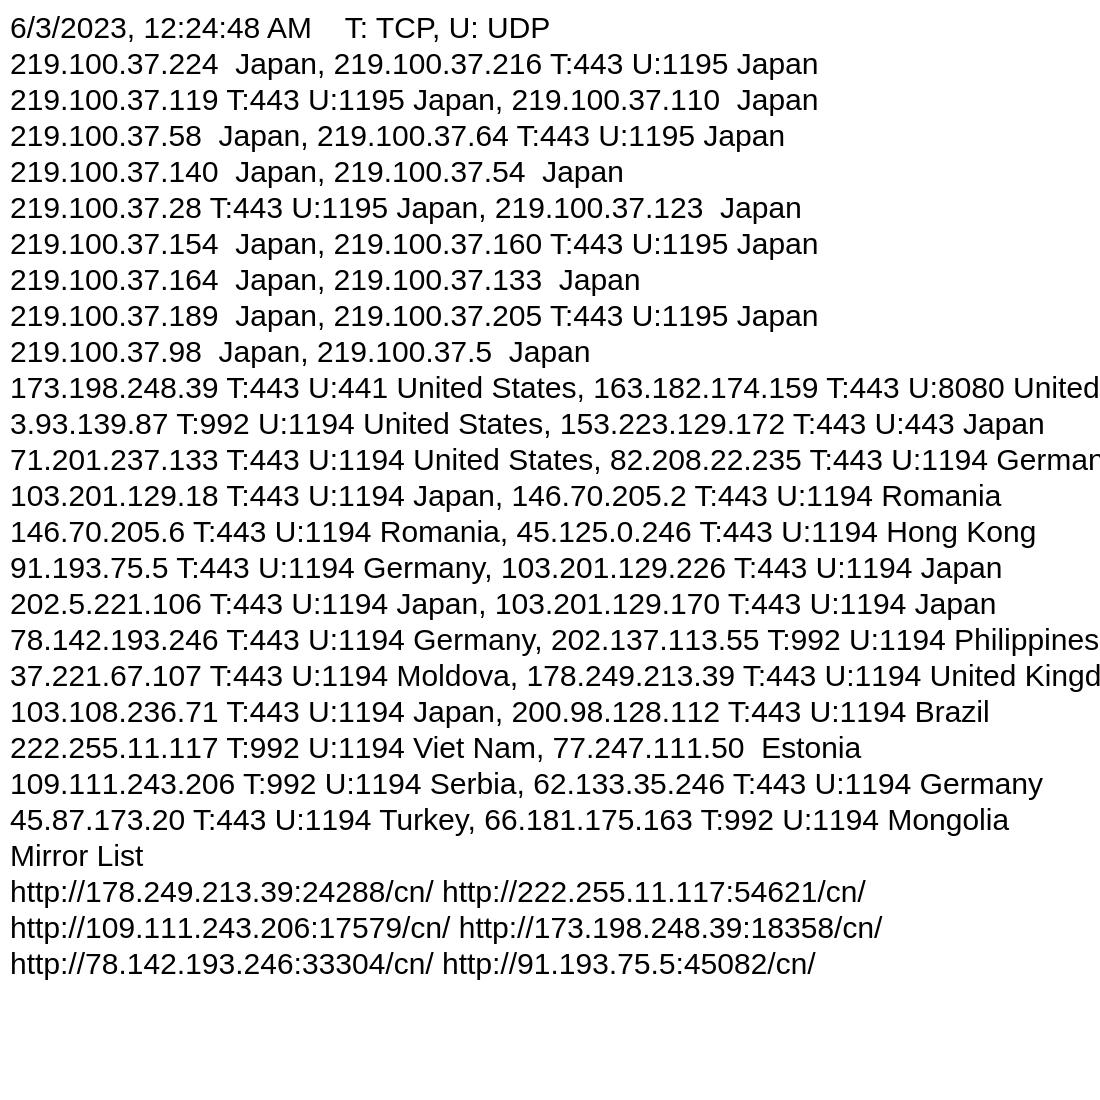 6/3/2023, 12:24:48 AM    T: TCP, U: UDP
219.100.37.224  Japan, 219.100.37.216 T:443 U:1195 Japan
219.100.37.119 T:443 U:1195 Japan, 219.100.37.110  Japan
219.100.37.58  Japan, 219.100.37.64 T:443 U:1195 Japan
219.100.37.140  Japan, 219.100.37.54  Japan
219.100.37.28 T:443 U:1195 Japan, 219.100.37.123  Japan
219.100.37.154  Japan, 219.100.37.160 T:443 U:1195 Japan
219.100.37.164  Japan, 219.100.37.133  Japan
219.100.37.189  Japan, 219.100.37.205 T:443 U:1195 Japan
219.100.37.98  Japan, 219.100.37.5  Japan
173.198.248.39 T:443 U:441 United States, 163.182.174.159 T:443 U:8080 United
3.93.139.87 T:992 U:1194 United States, 153.223.129.172 T:443 U:443 Japan
71.201.237.133 T:443 U:1194 United States, 82.208.22.235 T:443 U:1194 German
103.201.129.18 T:443 U:1194 Japan, 146.70.205.2 T:443 U:1194 Romania
146.70.205.6 T:443 U:1194 Romania, 45.125.0.246 T:443 U:1194 Hong Kong
91.193.75.5 T:443 U:1194 Germany, 103.201.129.226 T:443 U:1194 Japan
202.5.221.106 T:443 U:1194 Japan, 103.201.129.170 T:443 U:1194 Japan
78.142.193.246 T:443 U:1194 Germany, 202.137.113.55 T:992 U:1194 Philippines
37.221.67.107 T:443 U:1194 Moldova, 178.249.213.39 T:443 U:1194 United Kingd
103.108.236.71 T:443 U:1194 Japan, 200.98.128.112 T:443 U:1194 Brazil
222.255.11.117 T:992 U:1194 Viet Nam, 77.247.111.50  Estonia
109.111.243.206 T:992 U:1194 Serbia, 62.133.35.246 T:443 U:1194 Germany
45.87.173.20 T:443 U:1194 Turkey, 66.181.175.163 T:992 U:1194 Mongolia
Mirror List
http://178.249.213.39:24288/cn/ http://222.255.11.117:54621/cn/
http://109.111.243.206:17579/cn/ http://173.198.248.39:18358/cn/
http://78.142.193.246:33304/cn/ http://91.193.75.5:45082/cn/